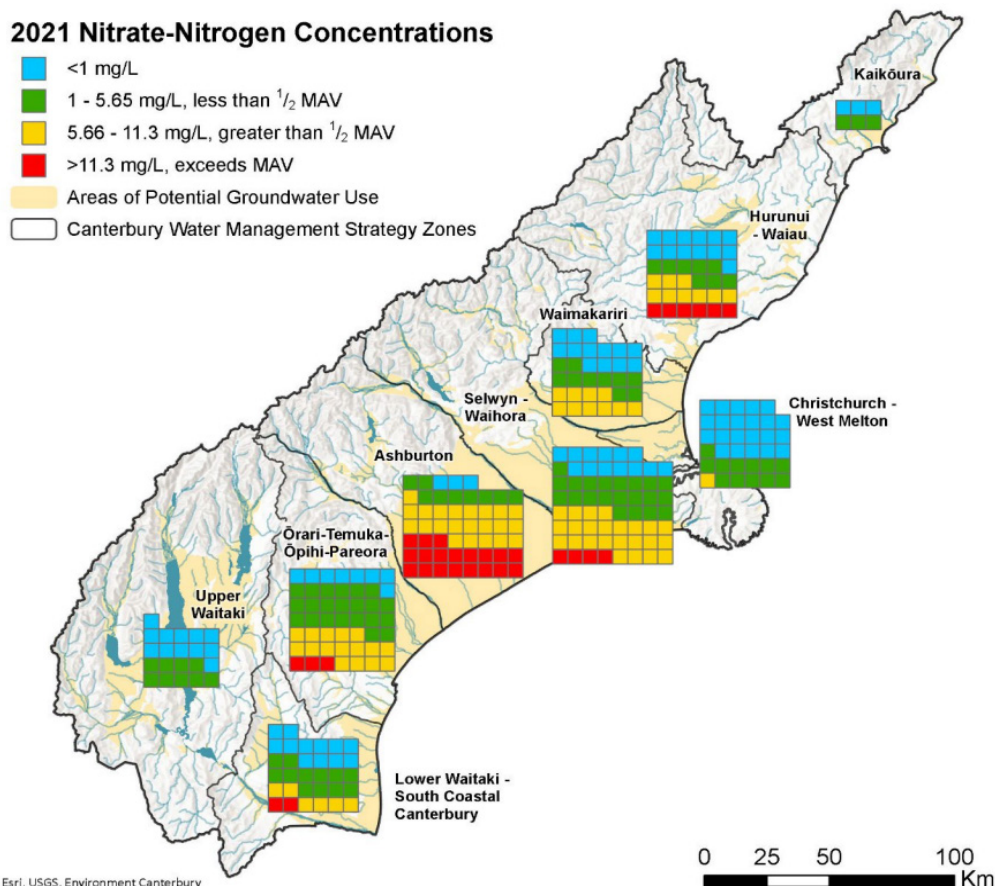 2021 Nitrate-Nitrogen Concentrations
<1 mg/L
1 - 5.65 mg/L, less than 1/2 MAV
5.66 - 11.3 mg/L, greater than 1/2 MAV
>11.3 mg/L, exceeds MAV
Areas of Potential Groundwater Use
Canterbury Water Management Strategy Zones
Kaikōura
Hurunui
- Waiau
Waimakariri
Selwyn -
Waihora
Christchurch -
West Melton
Ashburton
Ōrari-Temuka-
Ōpihi-Pareora
Upper
Waitaki
Lower Waitaki -
South Coastal
Canterbury
0 25 50 100
Km
Esri, USGS, Environment Canterbury